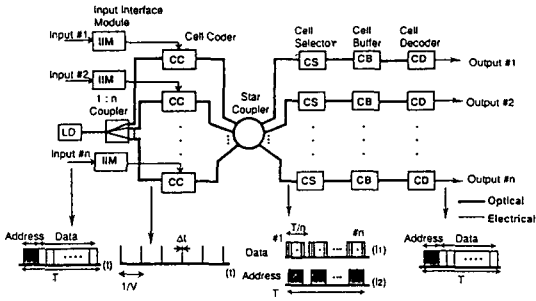 Input Interface
Module
Input #1
IIM
Cell Coder
CC
Cell
Selector
Cell
Buffer
Cell
Decoder
CS
CB
CD
Output #1
Input #2
IIM
CC
1 : n
Coupler
Star
Coupler
CS
CB
CD
Output #2
LD
Input #n
IIM
CC
CS
CB
CD
Output #n
Optical
Electrical
Address Data
T
(t)
Δt
1/V
(t)
#1
T/n
#n
Data
(l1)
Address
(l2)
T
Address Data
T
(t)